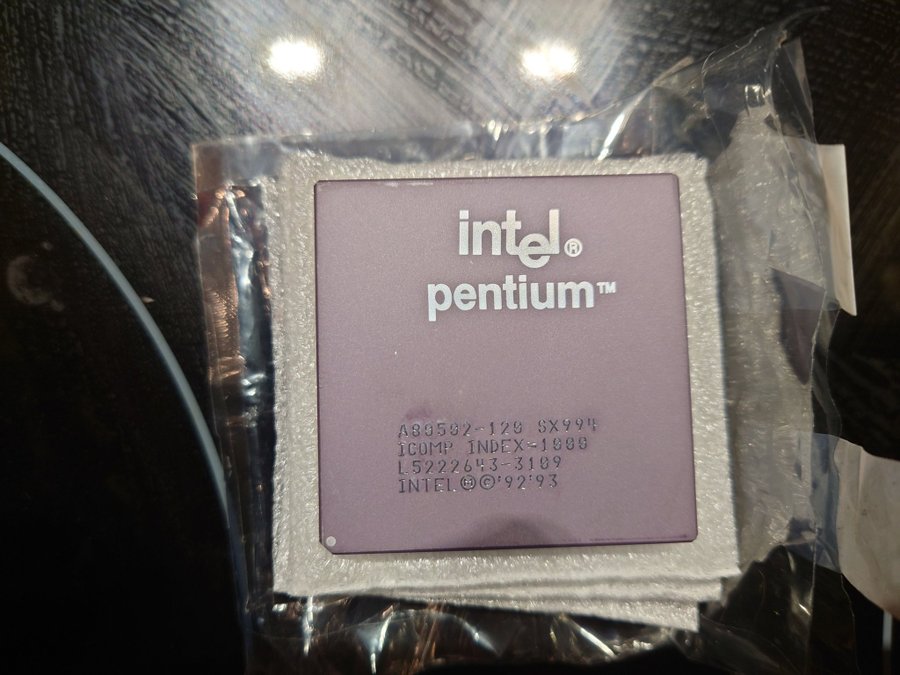 intel®
pentium™
A80502-120 SX994
ICOMP INDEX=1000
L5222643-3109
INTEL Ⓜ©'92'93